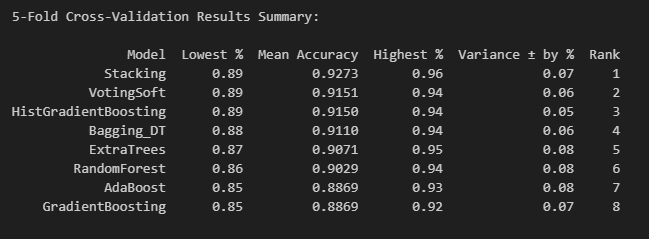 5-Fold Cross-Validation Results Summary:
Model Lowest % Mean Accuracy Highest % Variance ± by % Rank
Stacking 0.89 0.9273 0.96 0.07 1
VotingSoft 0.89 0.9151 0.94 0.06 2
HistGradientBoosting 0.89 0.9150 0.94 0.05 3
Bagging_DT 0.88 0.9110 0.94 0.06 4
ExtraTrees 0.87 0.9071 0.95 0.08 5
RandomForest 0.86 0.9029 0.94 0.08 6
AdaBoost 0.85 0.8869 0.93 0.08 7
GradientBoosting 0.85 0.8869 0.92 0.07 8